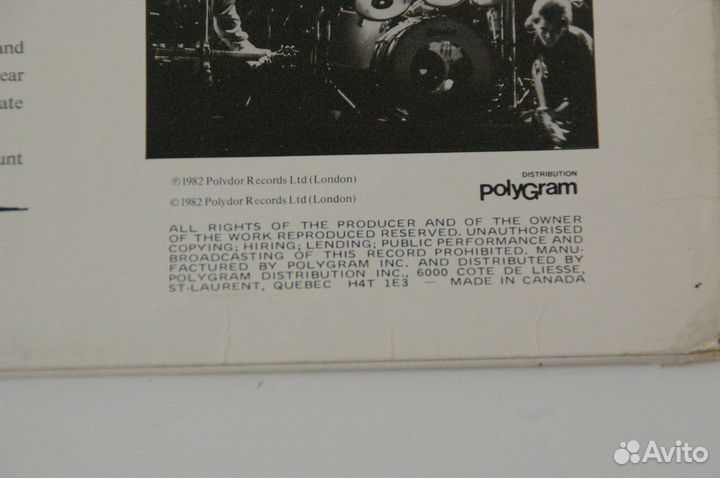 and
ear
ate
unt
℗1982 Polydor Records Ltd (London)
©1982 Polydor Records Ltd (London)
DISTRIBUTION
polyGram
ALL RIGHTS OF THE PRODUCER AND OF THE OWNER
OF THE WORK REPRODUCED RESERVED. UNAUTHORISED
COPYING; HIRING; LENDING; PUBLIC PERFORMANCE AND
BROADCASTING OF THIS RECORD PROHIBITED. MANU-
FACTURED BY POLYGRAM INC. AND DISTRIBUTED BY
POLYGRAM DISTRIBUTION INC., 6000 COTE DE LIESSE,
ST-LAURENT, QUEBEC H4T 1E3 — MADE IN CANADA
Avito